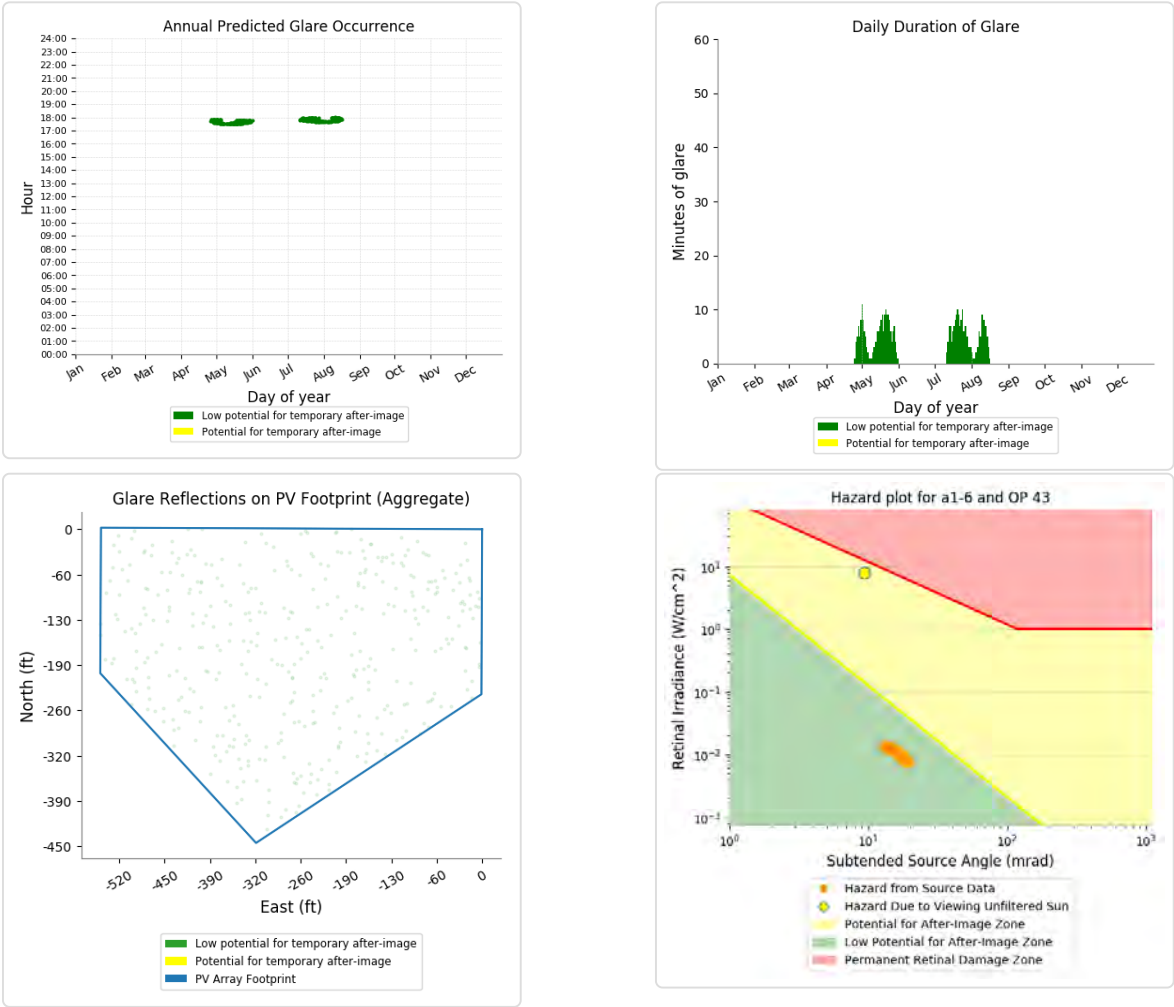 Annual Predicted Glare Occurrence
24:00
23:00
22:00
21:00
20:00
19:00
18:00
17:00
16:00
15:00
14:00
13:00
12:00
11:00
10:00
09:00
08:00
07:00
06:00
05:00
04:00
03:00
02:00
01:00
00:00
Hour
Jan Feb Mar Apr May Jun Jul Aug Sep Oct Nov Dec
Day of year
Low potential for temporary after-image
Potential for temporary after-image
Daily Duration of Glare
60
50
40
30
20
10
0
Minutes of glare
Jan Feb Mar Apr May Jun Jul Aug Sep Oct Nov Dec
Day of year
Low potential for temporary after-image
Potential for temporary after-image
Glare Reflections on PV Footprint (Aggregate)
0
-60
-130
-190
-260
-320
-390
-450
North (ft)
-520 -450 -390 -320 -260 -190 -130 -60 0
East (ft)
Low potential for temporary after-image
Potential for temporary after-image
PV Array Footprint
Hazard plot for a1-6 and OP 43
10^1
10^0
10^-1
10^-2
10^-3
Retinal Irradiance (W/cm^2)
10^0 10^1 10^2 10^3
Subtended Source Angle (mrad)
Hazard from Source Data
Hazard Due to Viewing Unfiltered Sun
Potential for After-Image Zone
Low Potential for After-Image Zone
Permanent Retinal Damage Zone